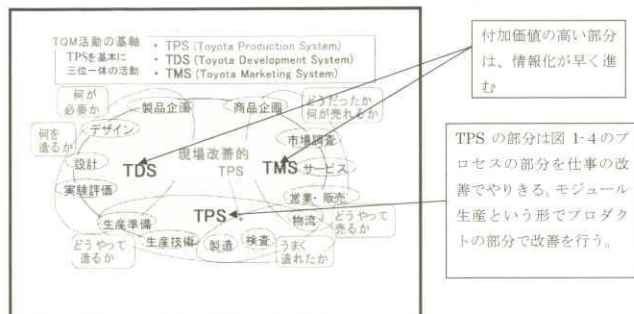 TQM活動の基軸
TPSを基本に
三位一体の活動
・ TPS (Toyota Production System)
・ TDS (Toyota Development System)
・ TMS (Toyota Marketing System)
何が
必要か
製品企画
商品企画
どうだったか
何が売れるか
デザイン
市場調査
何を
造るか
現場改善的
TPS
設計
TDS
TMS
サービス
実験評価
営業・販売
生産準備
TPS
物流
どうやって
売るか
どうやって
造るか
生産技術
製造
検査
うまく
造れたか
付加価値の高い部分
は、情報化が早く進
む
TPS の部分は図 1-4 のプ
ロセスの部分を仕事の改
善でやりきる。モジュール
生産という形でプロダク
トの部分で改善を行う。